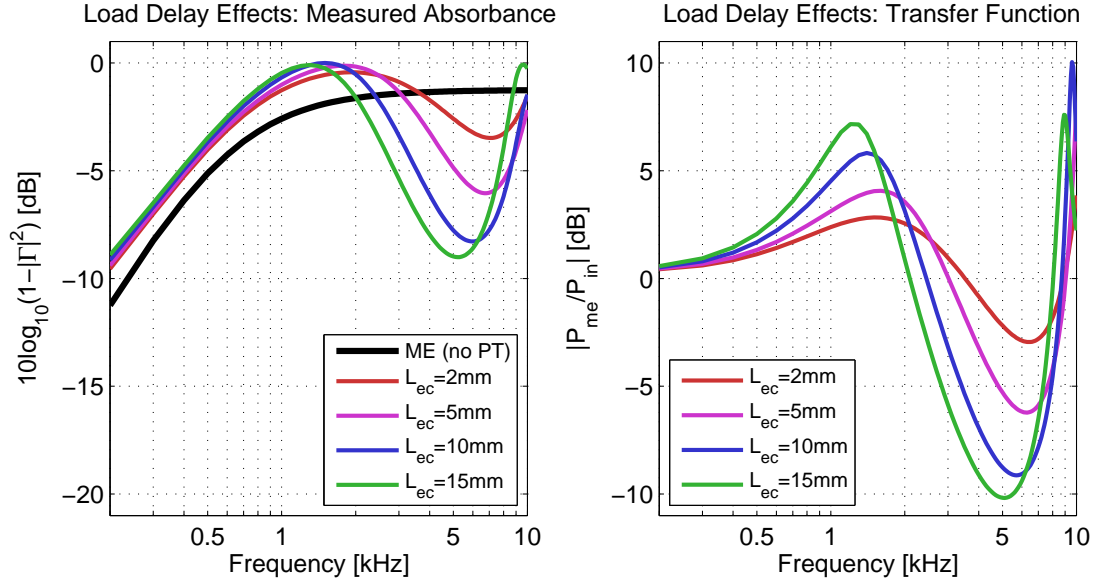 Load Delay Effects: Measured Absorbance
10log10(1−|Γ|²) [dB]
0
−5
−10
−15
−20
ME (no PT)
Lec=2mm
Lec=5mm
Lec=10mm
Lec=15mm
0.5
1
5
10
Frequency [kHz]
Load Delay Effects: Transfer Function
|Pme/Pin| [dB]
10
5
0
−5
−10
Lec=2mm
Lec=5mm
Lec=10mm
Lec=15mm
0.5
1
5
10
Frequency [kHz]